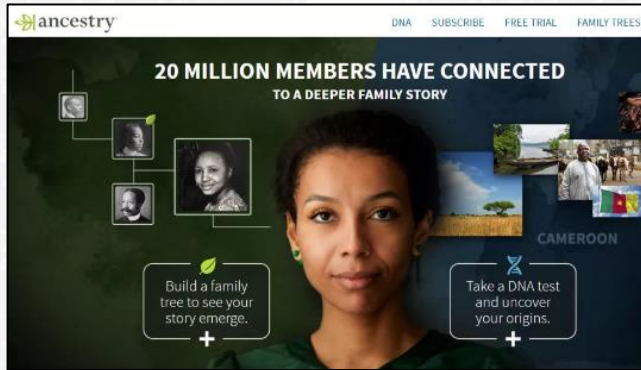 ancestry
DNA SUBSCRIBE FREE TRIAL FAMILY TREES
20 MILLION MEMBERS HAVE CONNECTED
TO A DEEPER FAMILY STORY
CAMEROON
Build a family
tree to see your
story emerge.
+
Take a DNA test
and uncover
your origins.
+